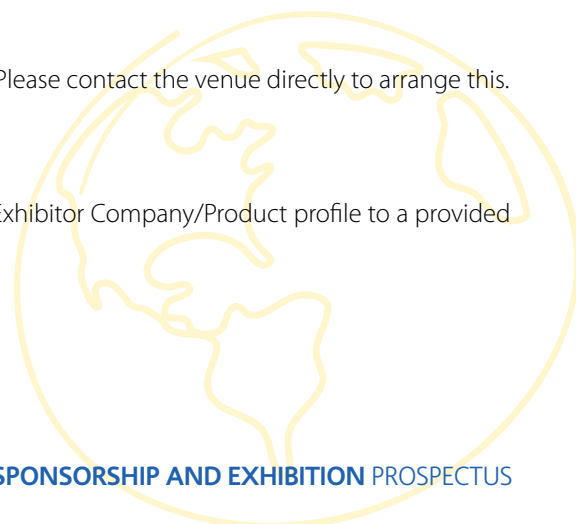 Please contact the venue directly to arrange this.
Exhibitor Company/Product profile to a provided
SPONSORSHIP AND EXHIBITION PROSPECTUS